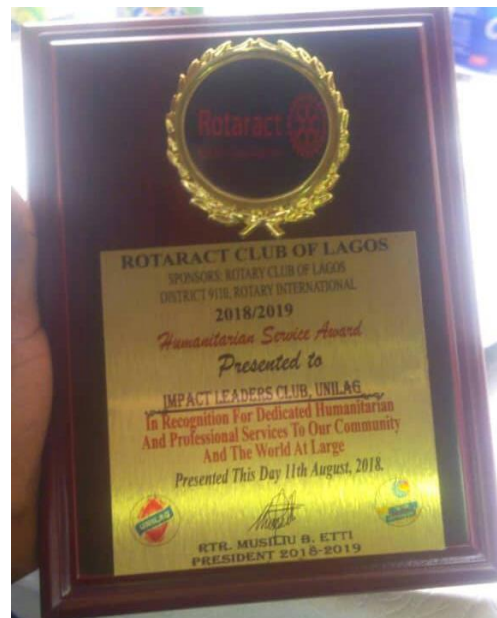 Rotaract
ROTARACT CLUB OF LAGOS
SPONSORS: ROTARY CLUB OF LAGOS
DISTRICT 9110, ROTARY INTERNATIONAL
2018/2019
Humanitarian Service Award
Presented to
IMPACT LEADERS CLUB, UNILAG
In Recognition For Dedicated Humanitarian
And Professional Services To Our Community
And The World At Large
Presented This Day 11th August, 2018.
UNILAG
RTR. MUSILIU B. ETTI
PRESIDENT 2018-2019